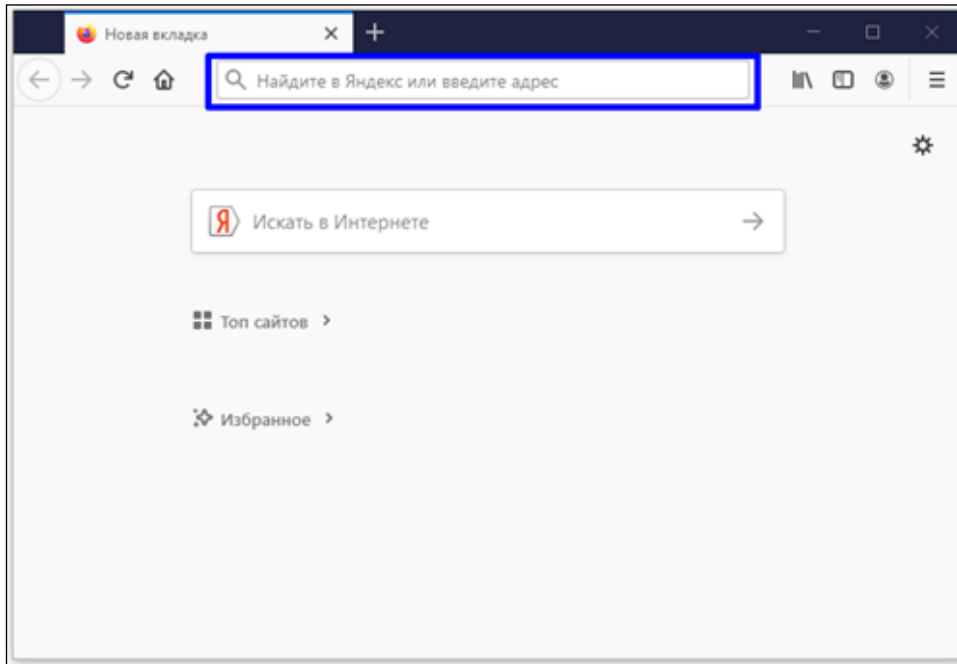 Новая вкладка
Найдите в Яндекс или введите адрес
Я Искать в Интернете
Топ сайтов
Избранное